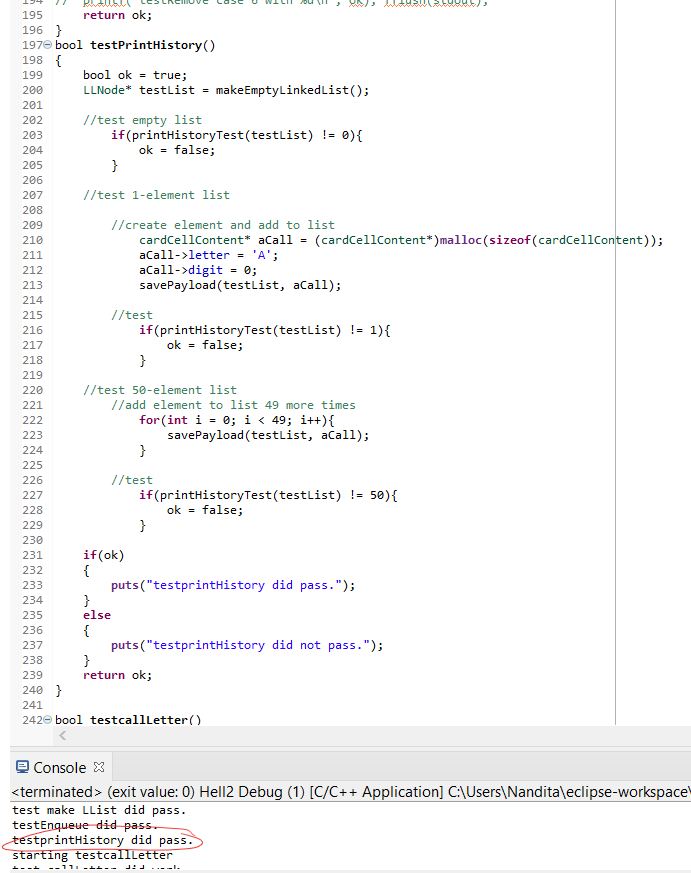 194 // printf("testRemove case 6 with %d\n", ok); fflush(stdout);
195 return ok;
196 }
197 bool testPrintHistory()
198 {
199 bool ok = true;
200 LLNode* testList = makeEmptyLinkedList();
201
202 //test empty list
203 if(printHistoryTest(testList) != 0){
204 ok = false;
205 }
206
207 //test 1-element list
208
209 //create element and add to list
210 cardCellContent* aCall = (cardCellContent*)malloc(sizeof(cardCellContent));
211 aCall->letter = 'A';
212 aCall->digit = 0;
213 savePayload(testList, aCall);
214
215 //test
216 if(printHistoryTest(testList) != 1){
217 ok = false;
218 }
219
220 //test 50-element list
221 //add element to list 49 more times
222 for(int i = 0; i < 49; i++){
223 savePayload(testList, aCall);
224 }
225
226 //test
227 if(printHistoryTest(testList) != 50){
228 ok = false;
229 }
230
231 if(ok)
232 {
233 puts("testprintHistory did pass.");
234 }
235 else
236 {
237 puts("testprintHistory did not pass.");
238 }
239 return ok;
240 }
241
242 bool testcallLetter()
Console
<terminated> (exit value: 0) Hell2 Debug (1) [C/C++ Application] C:\Users\Nandita\eclipse-workspace\
test make LList did pass.
testEnqueue did pass.
testprintHistory did pass.
starting testcallLetter